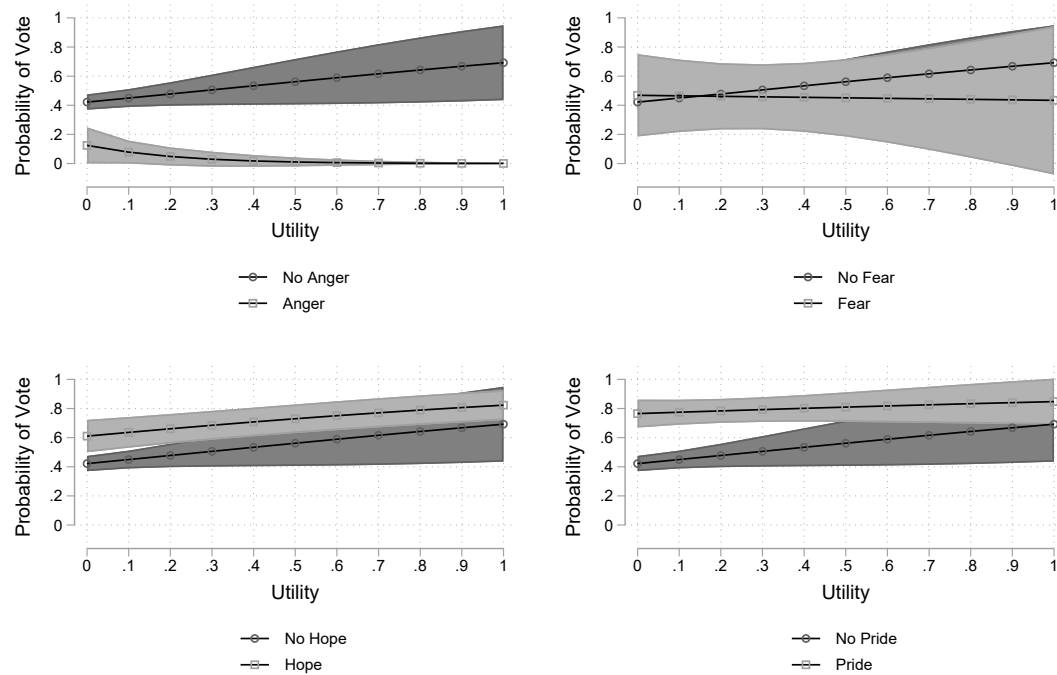 Probability of Vote
1
.8
.6
.4
.2
0
0 .1 .2 .3 .4 .5 .6 .7 .8 .9 1
Utility
No Anger
Anger
Probability of Vote
1
.8
.6
.4
.2
0
0 .1 .2 .3 .4 .5 .6 .7 .8 .9 1
Utility
No Fear
Fear
Probability of Vote
1
.8
.6
.4
.2
0
0 .1 .2 .3 .4 .5 .6 .7 .8 .9 1
Utility
No Hope
Hope
Probability of Vote
1
.8
.6
.4
.2
0
0 .1 .2 .3 .4 .5 .6 .7 .8 .9 1
Utility
No Pride
Pride